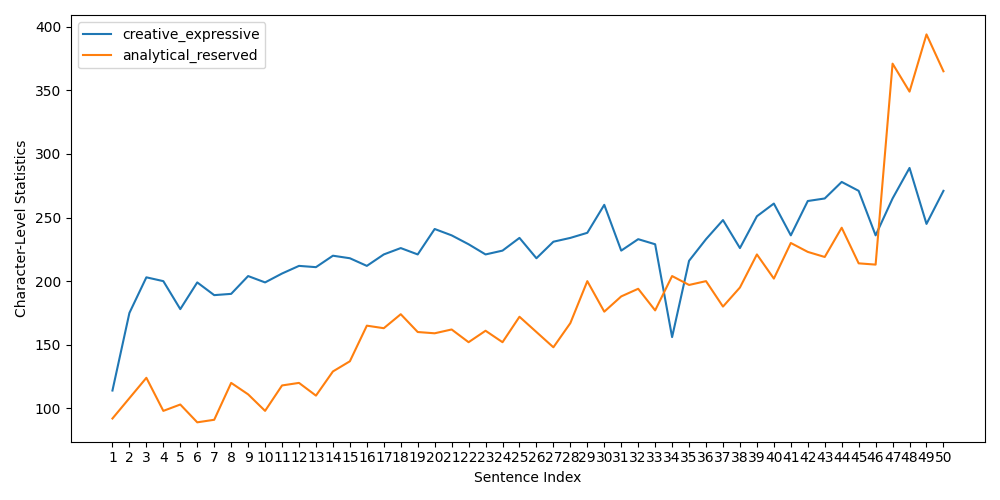 creative_expressive
analytical_reserved
400
350
300
250
200
150
100
Character-Level Statistics
1 2 3 4 5 6 7 8 9 10 11 12 13 14 15 16 17 18 19 20 21 22 23 24 25 26 27 28 29 30 31 32 33 34 35 36 37 38 39 40 41 42 43 44 45 46 47 48 49 50
Sentence Index